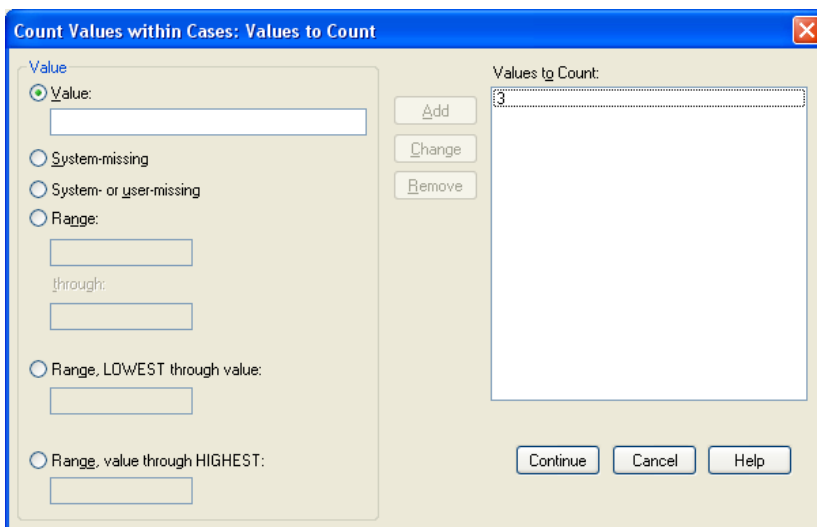 Count Values within Cases: Values to Count
Value
Value:
System-missing
System- or user-missing
Range:
through:
Range, LOWEST through value:
Range, value through HIGHEST:
Add
Change
Remove
Values to Count:
3
Continue
Cancel
Help